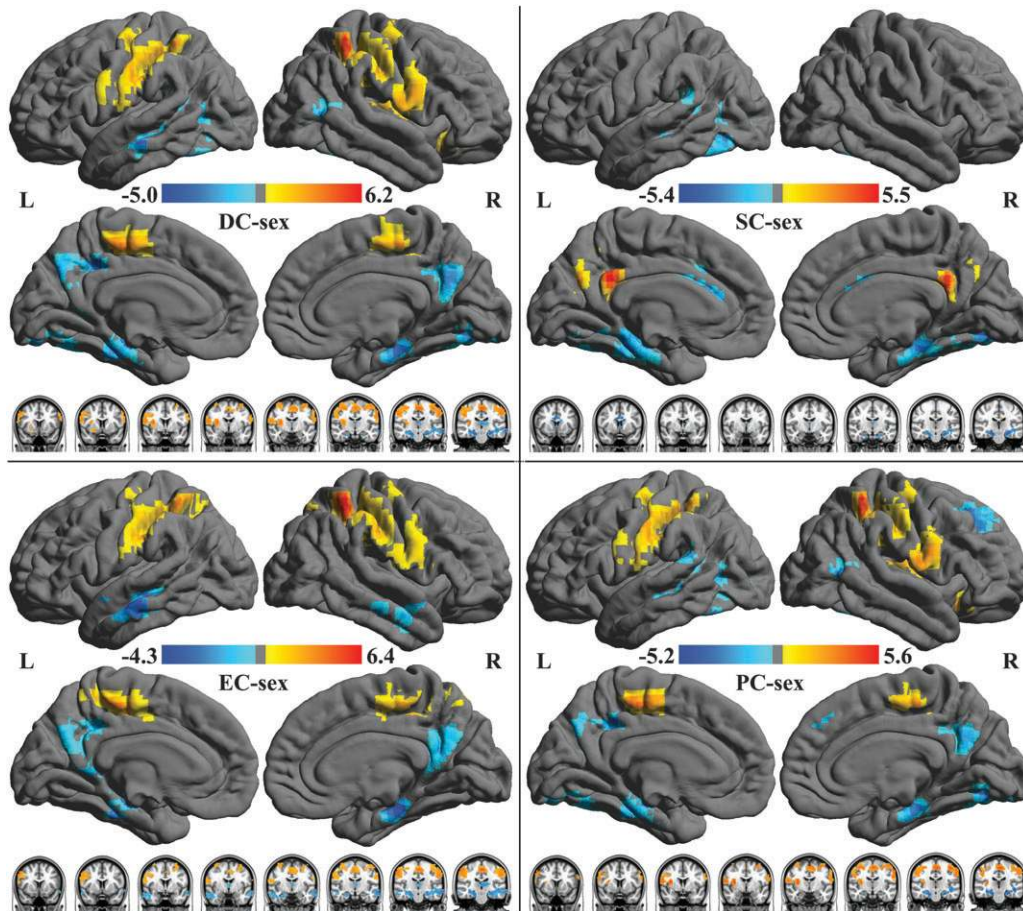 L -5.0 6.2 R
DC-sex
L -5.4 5.5 R
SC-sex
L -4.3 6.4 R
EC-sex
L -5.2 5.6 R
PC-sex